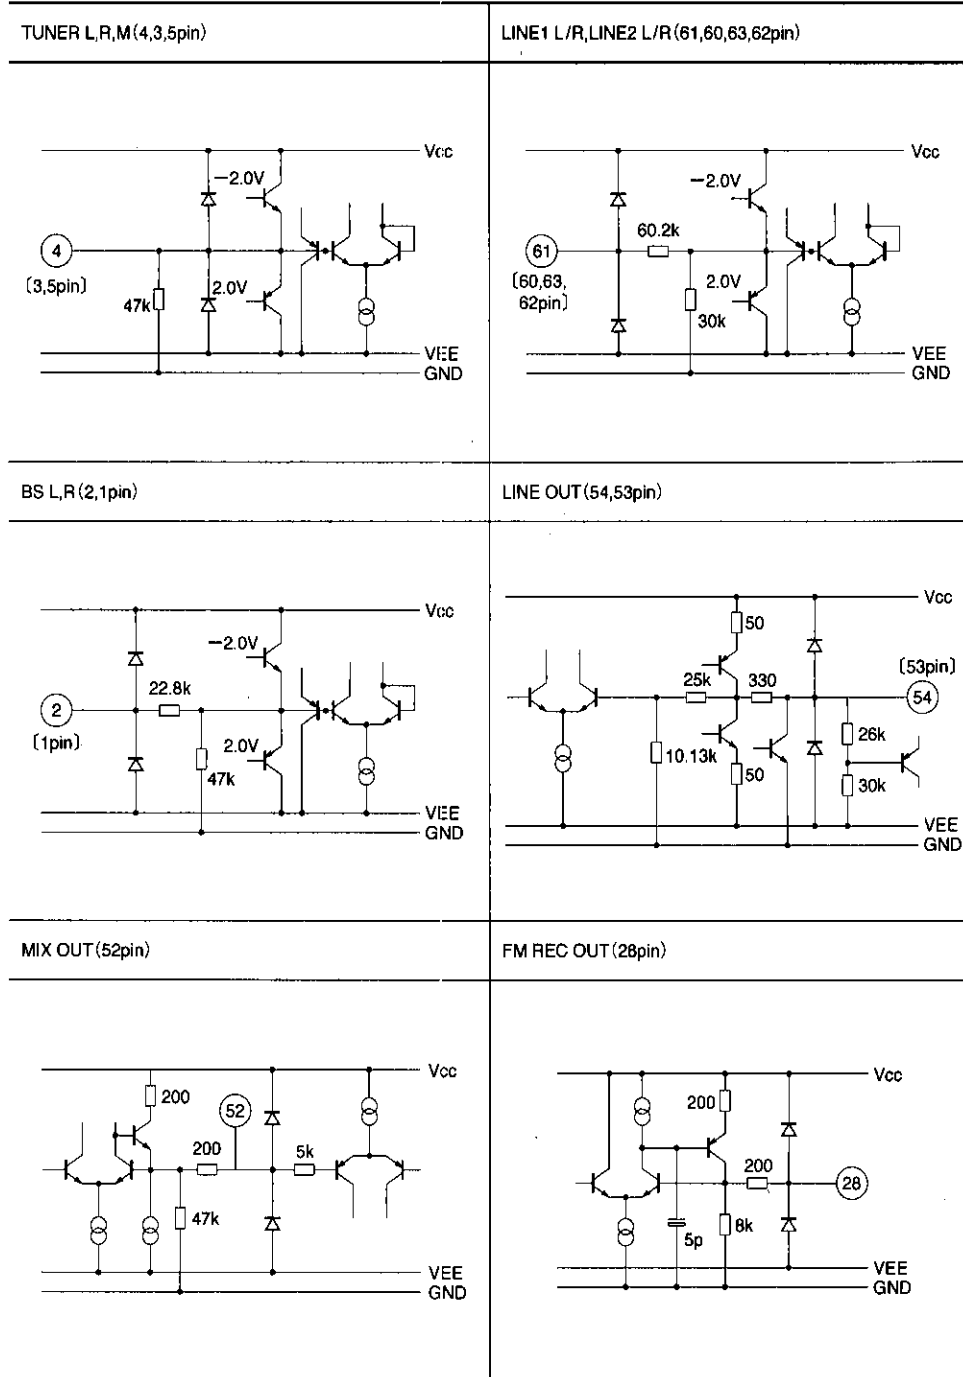 TUNER L,R,M(4,3,5pin)
LINE1 L/R,LINE2 L/R(61,60,63,62pin)
Vcc
-2.0V
4
(3,5pin)
47k
2.0V
VEE
GND
Vcc
-2.0V
60.2k
61
(60,63,
62pin)
2.0V
30k
VEE
GND
BS L,R(2,1pin)
LINE OUT(54,53pin)
Vcc
-2.0V
22.8k
2
(1pin)
2.0V
47k
VEE
GND
Vcc
50
(53pin)
25k
330
54
26k
10.13k
50
30k
VEE
GND
MIX OUT(52pin)
FM REC OUT(28pin)
Vcc
200
52
200
5k
47k
VEE
GND
Vcc
200
200
28
5p
8k
VEE
GND